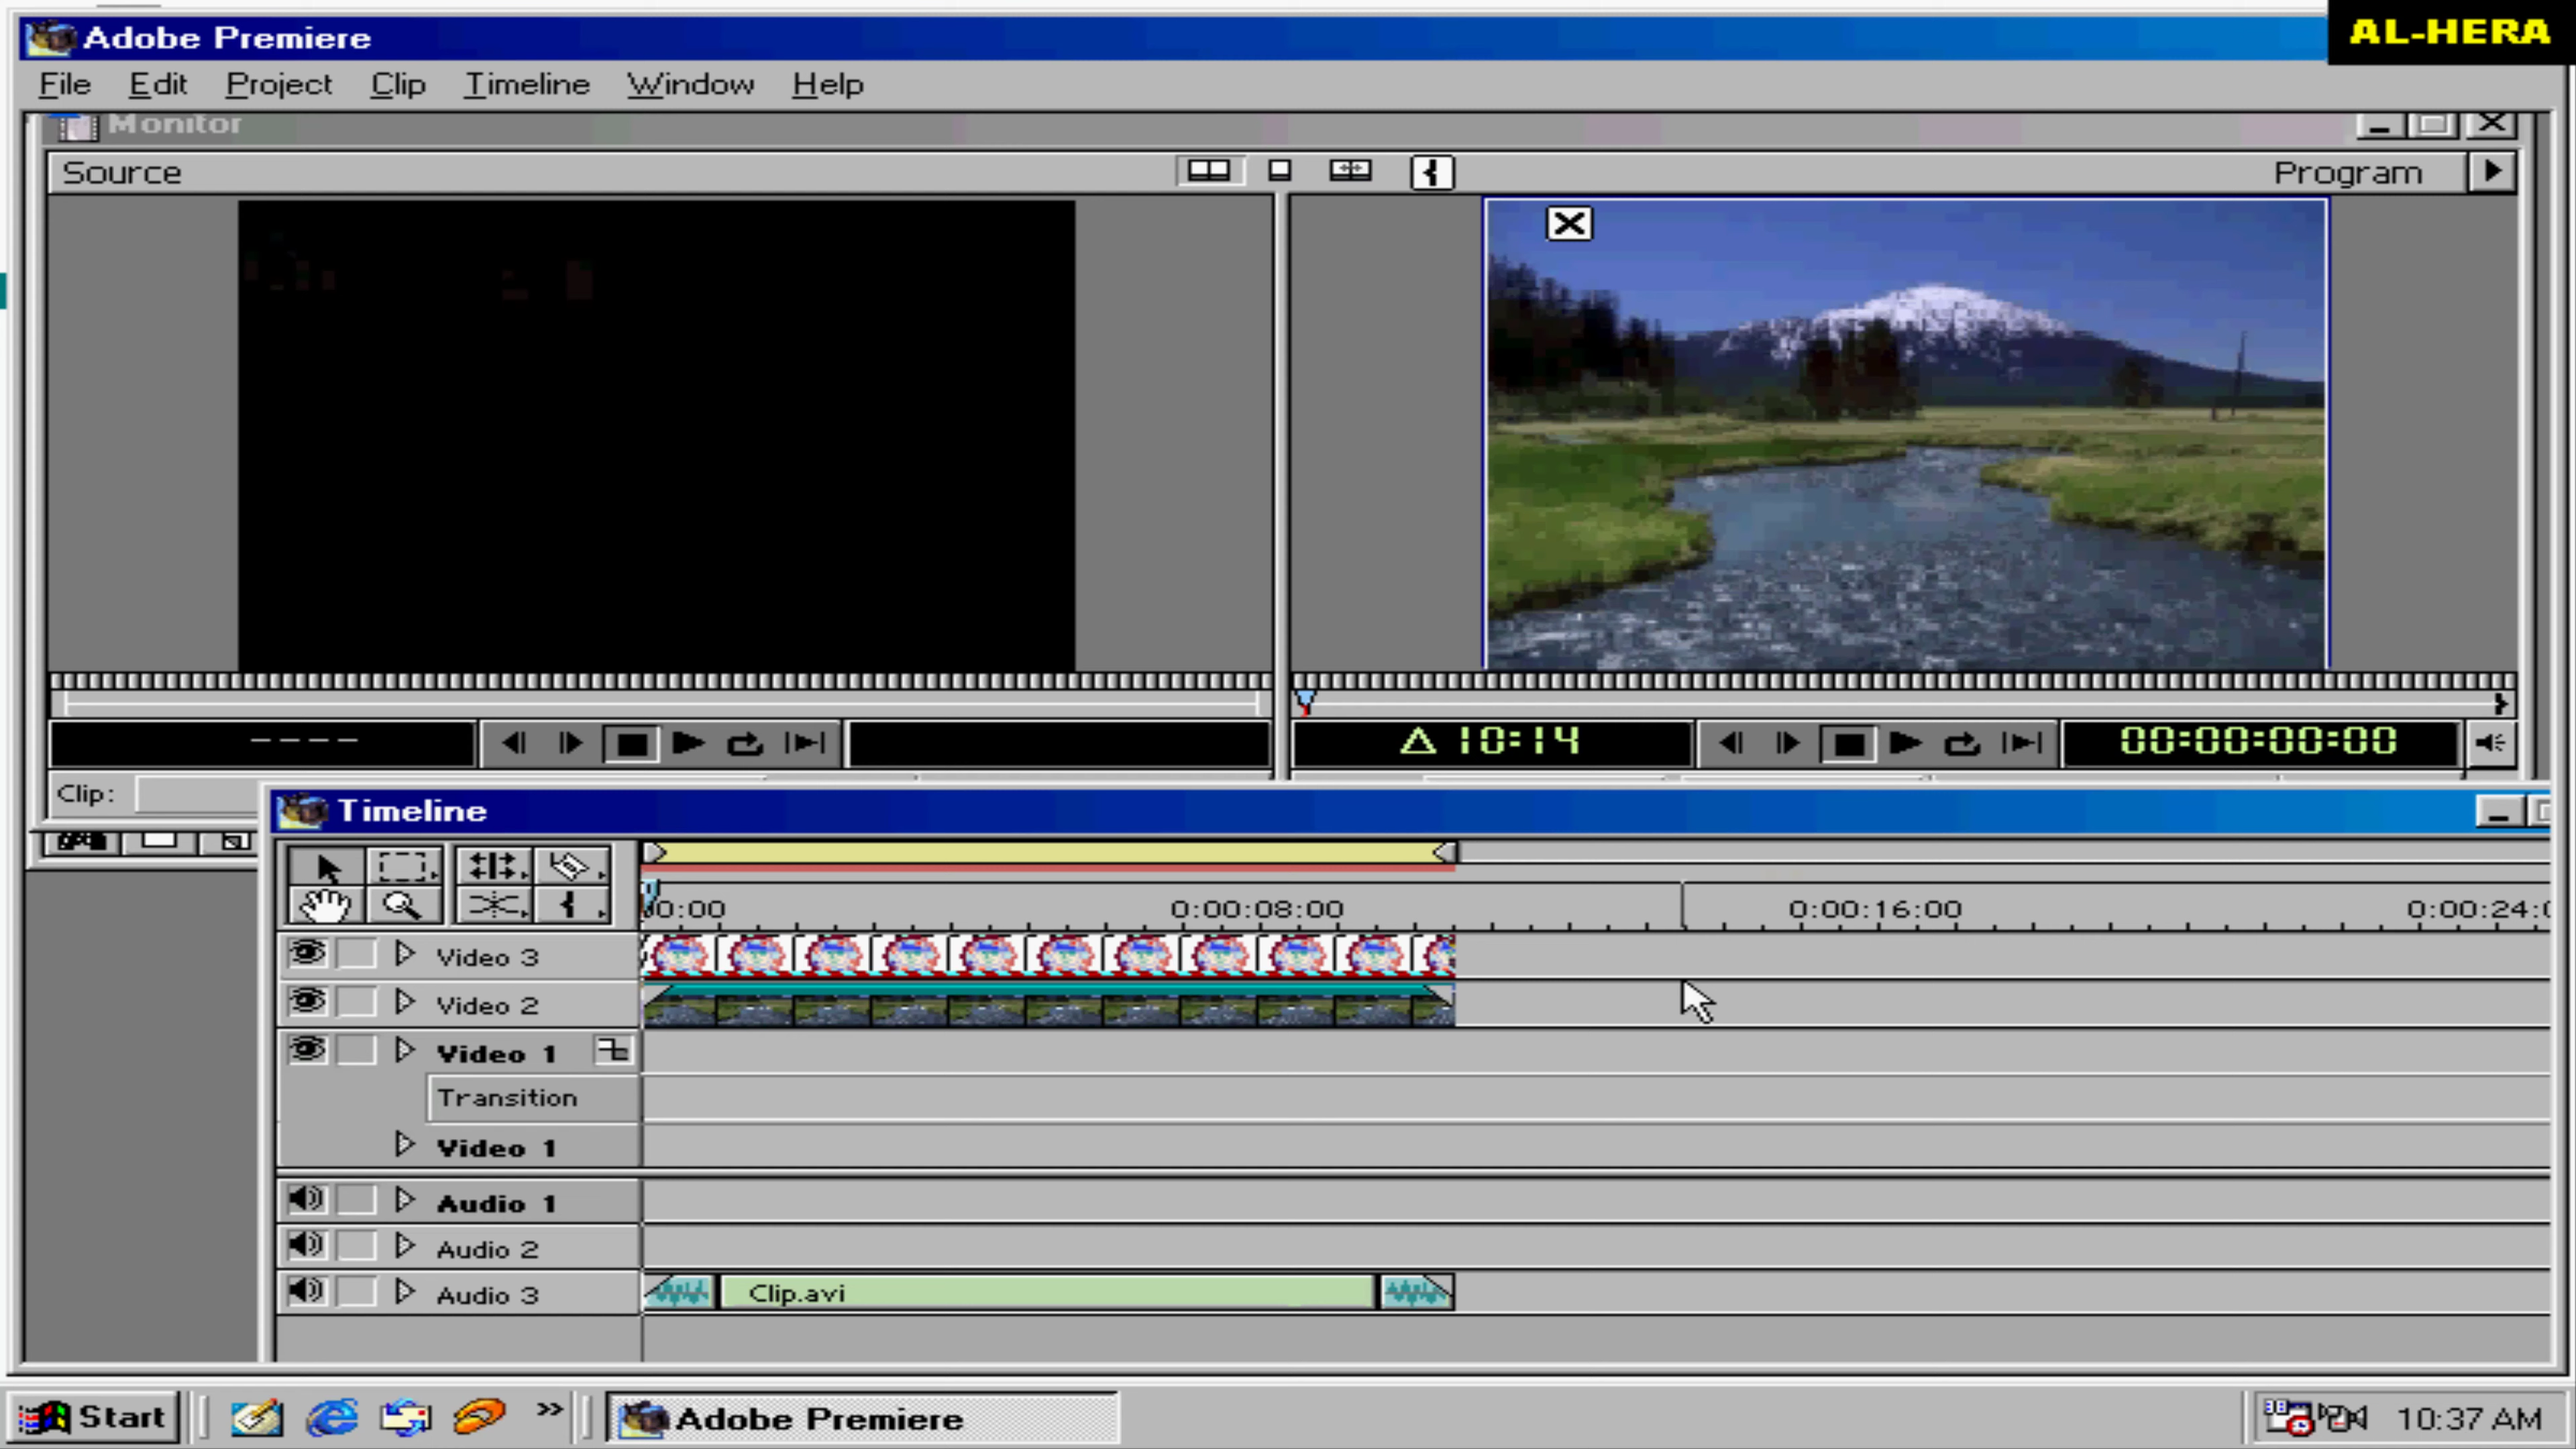 Adobe Premiere
AL-HERA
File Edit Project Clip Timeline Window Help
Monitor
Source
Program
----
△ 10:14
00:00:00:00
Clip:
Timeline
00:00
0:00:08:00
0:00:16:00
0:00:24:0
Video 3
Video 2
Video 1
Transition
Video 1
Audio 1
Audio 2
Audio 3
Clip.avi
Start
»
Adobe Premiere
10:37 AM